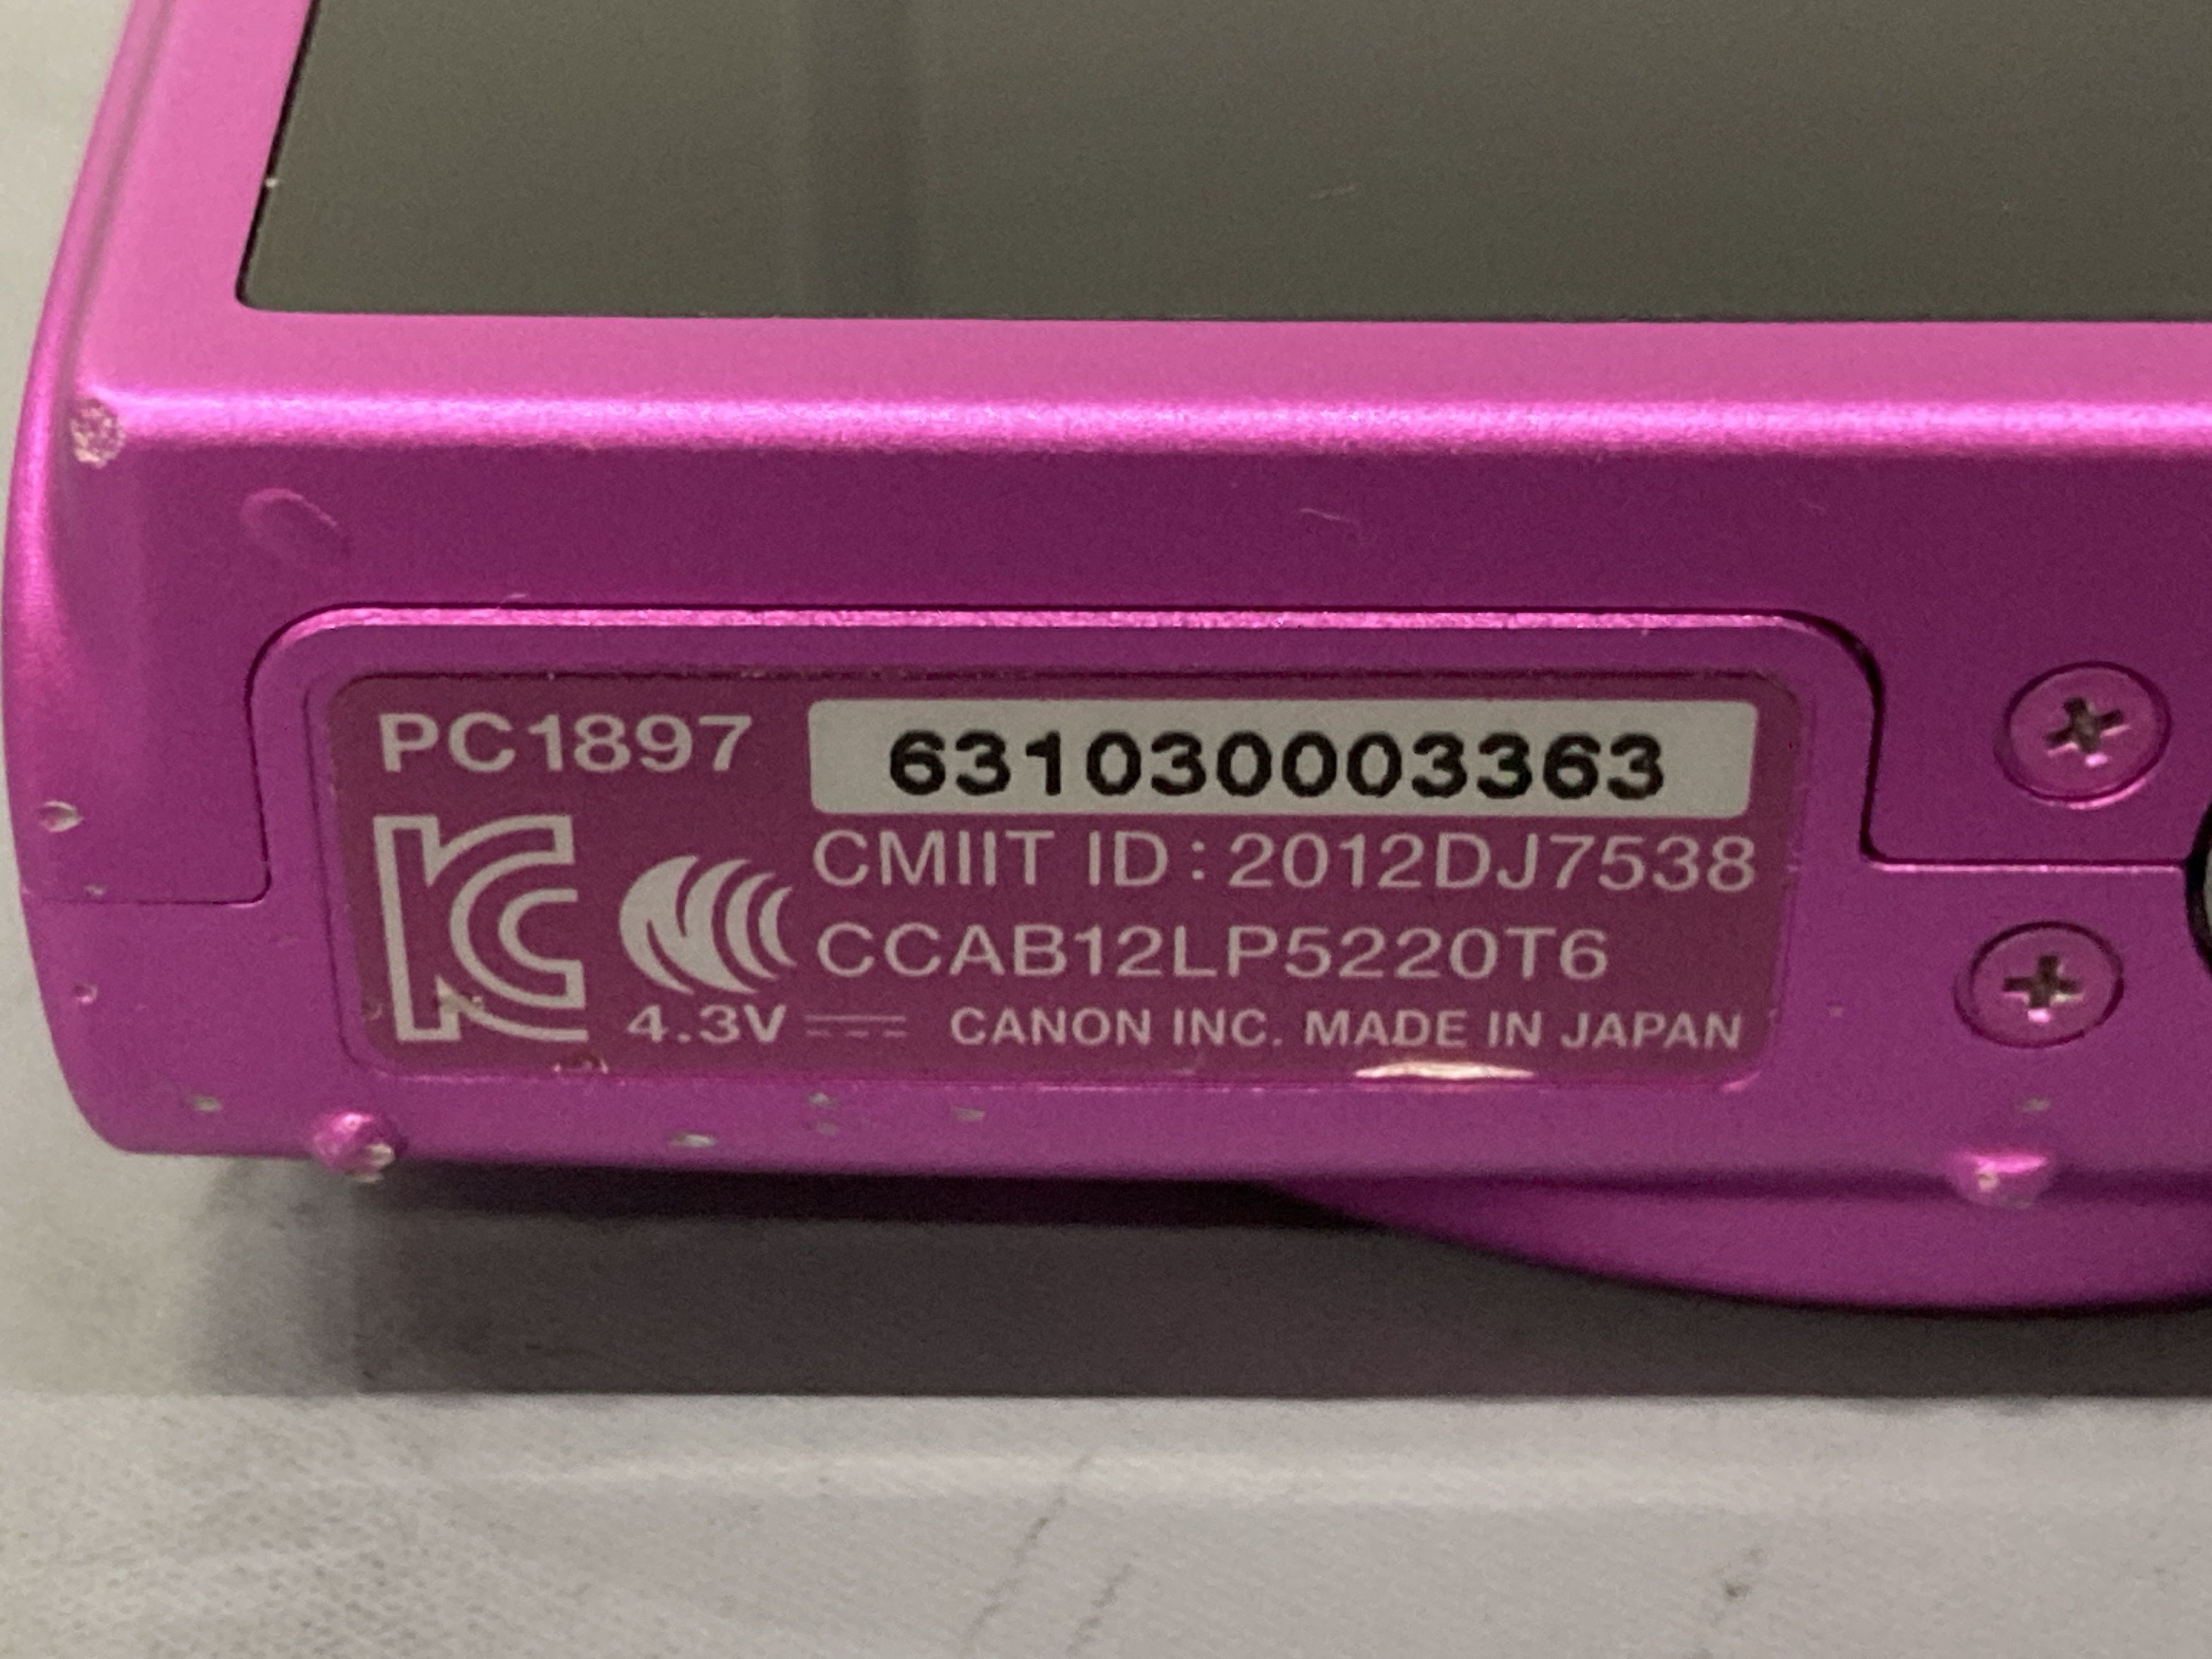 PC1897 631030003363
CMIIT ID : 2012DJ7538
CCAB12LP5220T6
4.3V CANON INC. MADE IN JAPAN